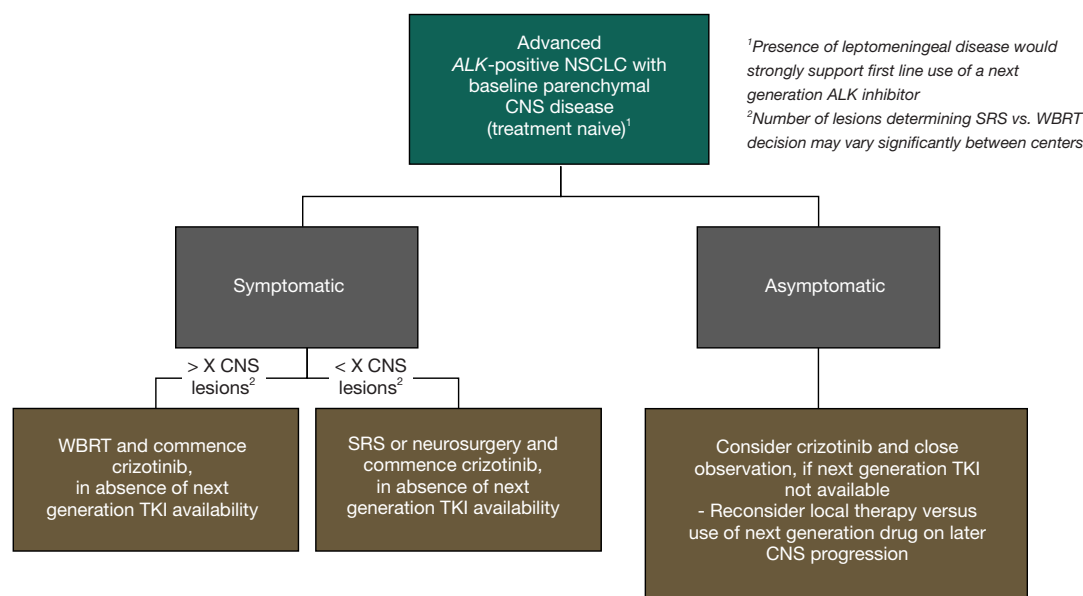 Advanced
ALK-positive NSCLC with
baseline parenchymal
CNS disease
(treatment naive)¹
¹Presence of leptomeningeal disease would
strongly support first line use of a next
generation ALK inhibitor
²Number of lesions determining SRS vs. WBRT
decision may vary significantly between centers
Symptomatic
Asymptomatic
> X CNS
lesions²
< X CNS
lesions²
WBRT and commence
crizotinib,
in absence of next
generation TKI availability
SRS or neurosurgery and
commence crizotinib,
in absence of next
generation TKI availability
Consider crizotinib and close
observation, if next generation TKI
not available
- Reconsider local therapy versus
use of next generation drug on later
CNS progression